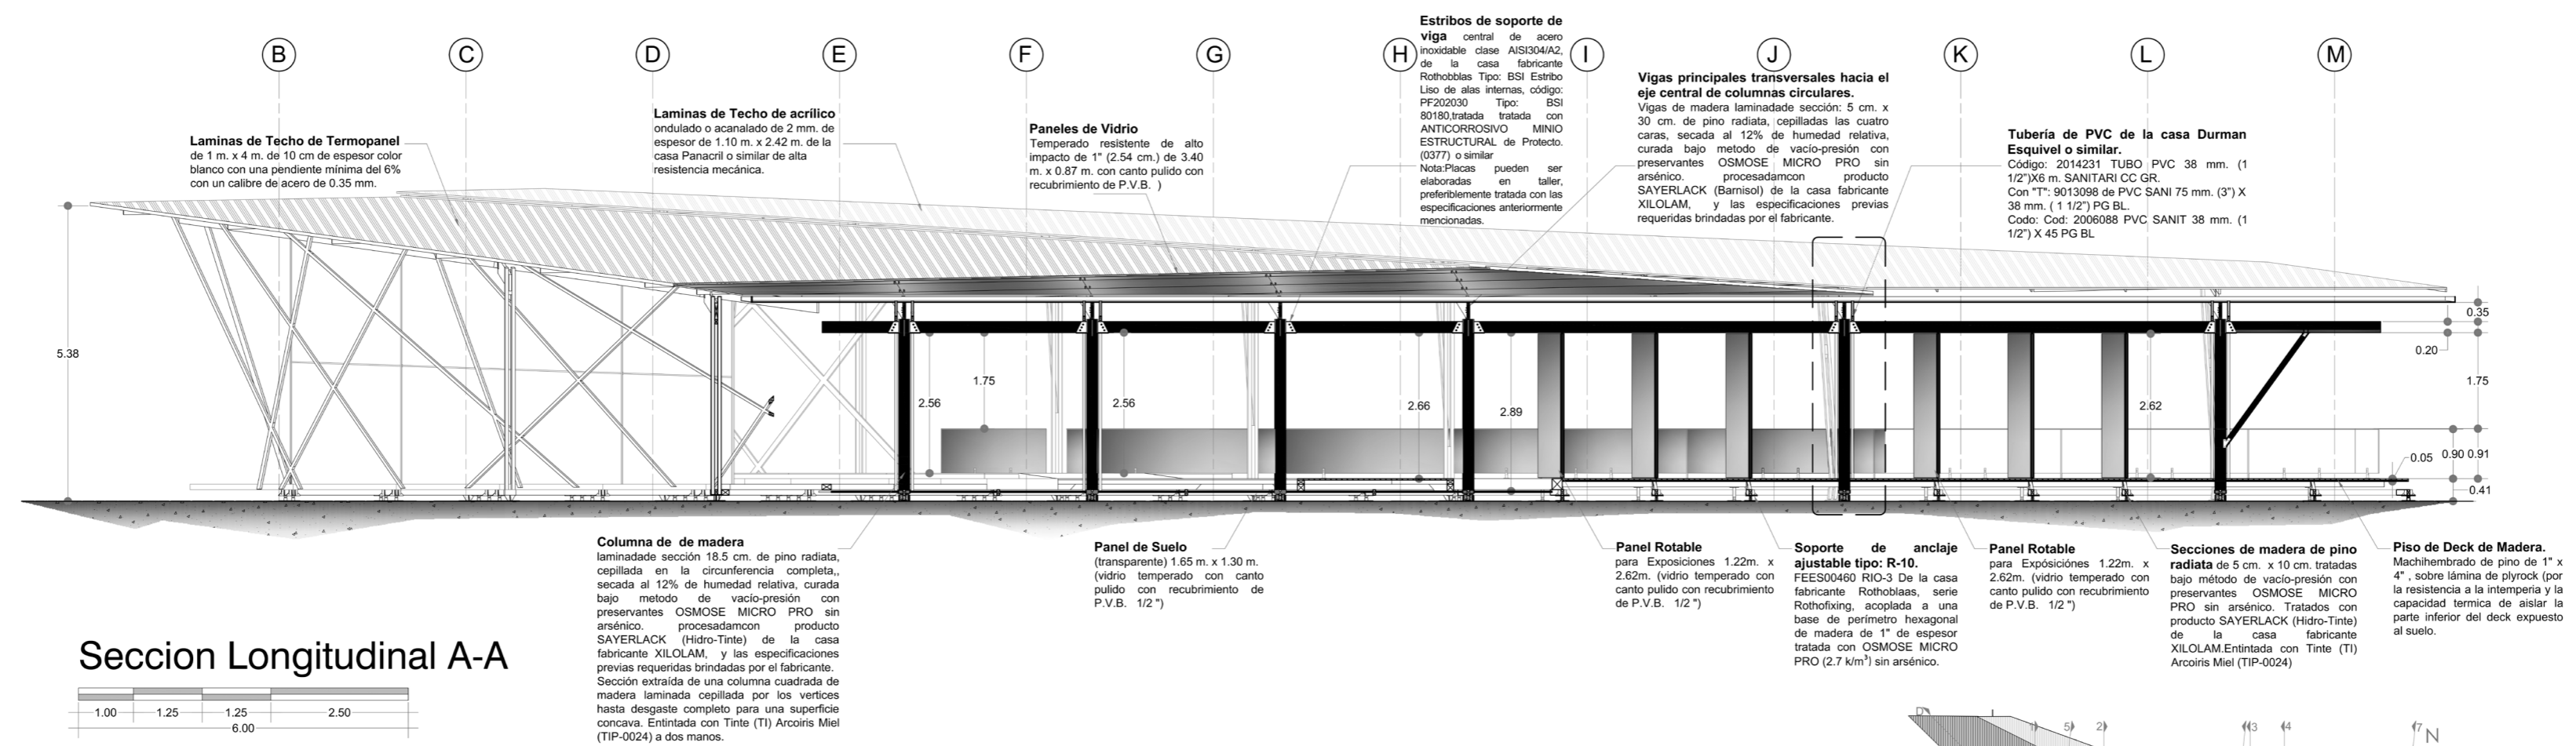 B
C
D
E
F
G
H
I
J
K
L
M
Laminas de Techo de Termopanel
de 1 m. x 4 m. de 10 cm de espesor color
blanco con una pendiente mínima del 6%
con un calibre de acero de 0.35 mm.
Laminas de Techo de acrílico
ondulado o acanalado de 2 mm. de
espesor de 1.10 m. x 2.42 m. de la
casa Panacril o similar de alta
resistencia mecánica.
Paneles de Vidrio
Temperado resistente de alto
impacto de 1" (2.54 cm.) de 3.40
m. x 0.87 m. con canto pulido con
recubrimiento de P.V.B. )
Estribos de soporte de
viga central de acero
inoxidable clase AISI304/A2,
de la casa fabricante
Rothobblas Tipo: BSI Estribo
Liso de alas internas, código:
PF202030 Tipo: BSI
80180,tratada tratada con
ANTICORROSIVO MINIO
ESTRUCTURAL de Protecto.
(0377) o similar
Nota:Placas pueden ser
elaboradas en taller,
preferiblemente tratada con las
especificaciones anteriormente
mencionadas.
Vigas principales transversales hacia el
eje central de columnas circulares.
Vigas de madera laminadade sección: 5 cm. x
30 cm. de pino radiata, cepilladas las cuatro
caras, secada al 12% de humedad relativa,
curada bajo metodo de vacío-presión con
preservantes OSMOSE MICRO PRO sin
arsénico. procesadamcon producto
SAYERLACK (Barnisol) de la casa fabricante
XILOLAM, y las especificaciones previas
requeridas brindadas por el fabricante.
Tubería de PVC de la casa Durman
Esquivel o similar.
Código: 2014231 TUBO PVC 38 mm. (1
1/2")X6 m. SANITARI CC GR.
Con "T": 9013098 de PVC SANI 75 mm. (3") X
38 mm. ( 1 1/2") PG BL.
Codo: Cod: 2006088 PVC SANIT 38 mm. (1
1/2") X 45 PG BL
5.38
2.56
1.75
2.56
2.66
2.89
2.62
0.35
0.20
1.75
0.05
0.90
0.91
0.41
Columna de de madera
laminadade sección 18.5 cm. de pino radiata,
cepillada en la circunferencia completa,,
secada al 12% de humedad relativa, curada
bajo metodo de vacío-presión con
preservantes OSMOSE MICRO PRO sin
arsénico. procesadamcon producto
SAYERLACK (Hidro-Tinte) de la casa
fabricante XILOLAM, y las especificaciones
previas requeridas brindadas por el fabricante.
Sección extraída de una columna cuadrada de
madera laminada cepillada por los vertices
hasta desgaste completo para una superficie
concava. Entintada con Tinte (TI) Arcoiris Miel
(TIP-0024) a dos manos.
Panel de Suelo
(transparente) 1.65 m. x 1.30 m.
(vidrio temperado con canto
pulido con recubrimiento de
P.V.B. 1/2 ")
Panel Rotable
para Exposiciones 1.22m. x
2.62m. (vidrio temperado con
canto pulido con recubrimiento
de P.V.B. 1/2 ")
Soporte de anclaje
ajustable tipo: R-10.
FEES00460 RIO-3 De la casa
fabricante Rothoblaas, serie
Rothofixing, acoplada a una
base de perímetro hexagonal
de madera de 1" de espesor
tratada con OSMOSE MICRO
PRO (2.7 k/m³) sin arsénico.
Panel Rotable
para Expósiciónes 1.22m. x
2.62m. (vidrio temperado con
canto pulido con recubrimiento
de P.V.B. 1/2 ")
Secciones de madera de pino
radiata de 5 cm. x 10 cm. tratadas
bajo método de vacío-presión con
preservantes OSMOSE MICRO
PRO sin arsénico. Tratados con
producto SAYERLACK (Hidro-Tinte)
de la casa fabricante
XILOLAM.Entintada con Tinte (TI)
Arcoiris Miel (TIP-0024)
Piso de Deck de Madera.
Machihembrado de pino de 1" x
4" , sobre lámina de plyrock (por
la resistencia a la intemperie y la
capacidad termica de aislar la
parte inferior del deck expuesto
al suelo.
Seccion Longitudinal A-A
1.00
1.25
1.25
2.50
6.00
5
2
3
4
7
N